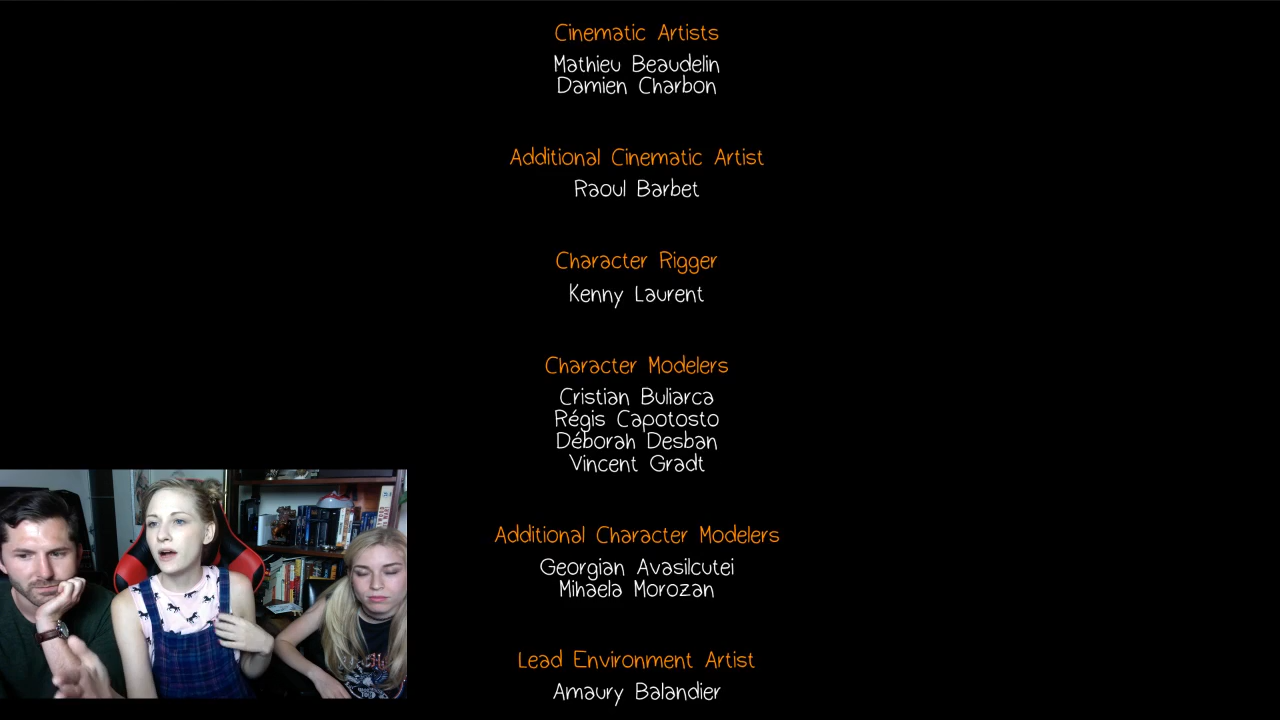 Cinematic Artists
Mathieu Beaudelin
Damien Charbon
Additional Cinematic Artist
Raoul Barbet
Character Rigger
Kenny Laurent
Character Modelers
Cristian Buliarca
Régis Capotosto
Déborah Desban
Vincent Gradt
Additional Character Modelers
Georgian Avasilcutei
Mihaela Morozan
Lead Environment Artist
Amaury Balandier